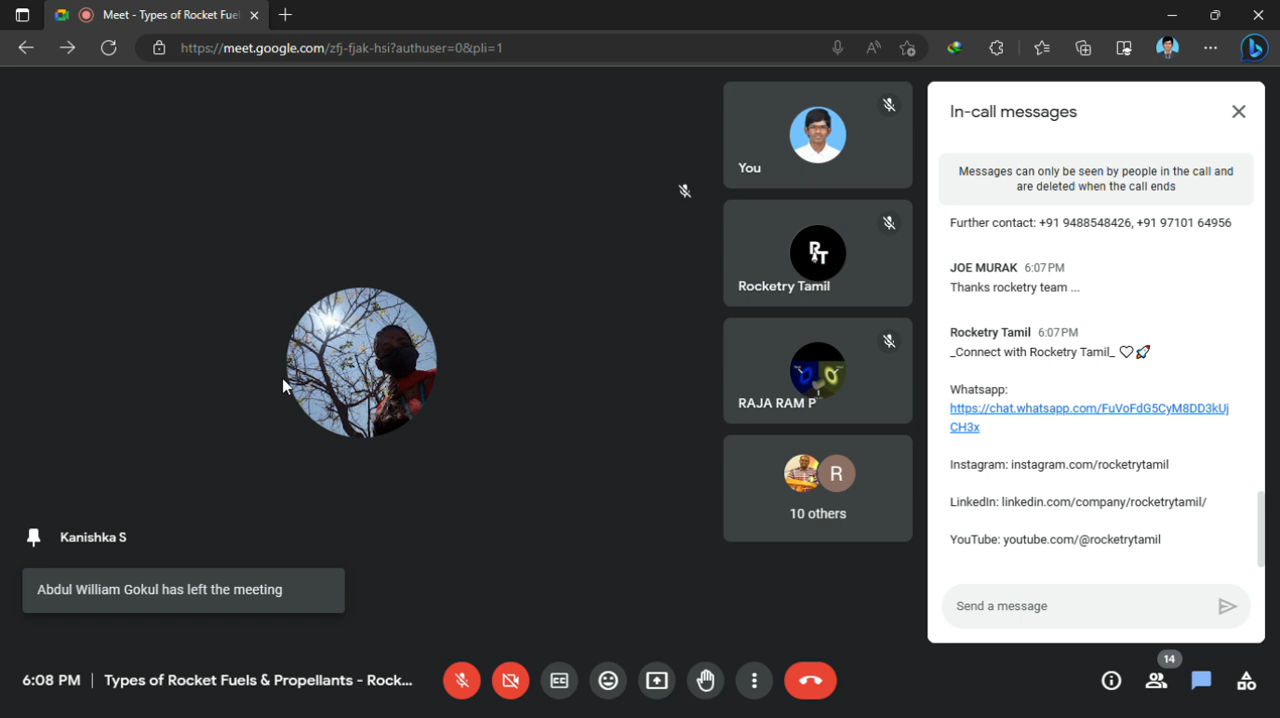 Meet - Types of Rocket Fuel
https://meet.google.com/zfj-fjak-hsi?authuser=0&pli=1
You
Rocketry Tamil
RAJA RAM P
R
10 others
Kanishka S
Abdul William Gokul has left the meeting
In-call messages
Messages can only be seen by people in the call and
are deleted when the call ends
Further contact: +91 9488548426, +91 97101 64956
JOE MURAK 6:07 PM
Thanks rocketry team ...
Rocketry Tamil 6:07 PM
_Connect with Rocketry Tamil_ 🤍🚀
Whatsapp:
https://chat.whatsapp.com/FuVoFdG5CyM8DD3kUj
CH3x
Instagram: instagram.com/rocketrytamil
LinkedIn: linkedin.com/company/rocketrytamil/
YouTube: youtube.com/@rocketrytamil
Send a message
6:08 PM | Types of Rocket Fuels & Propellants - Rock...
14